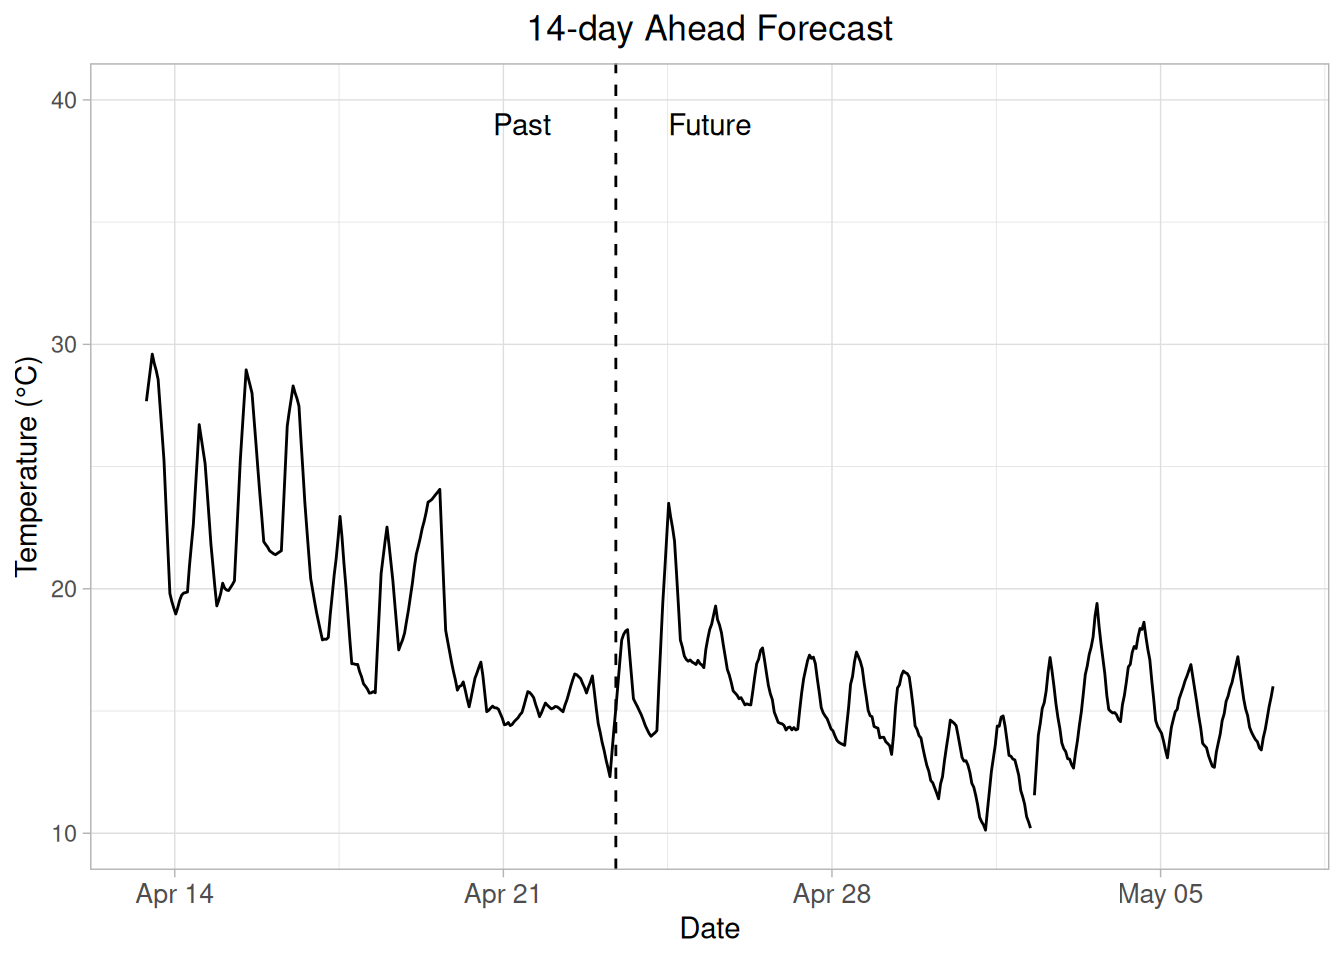 14-day Ahead Forecast
40
Past
Future
30
20
10
Temperature (°C)
Apr 14
Apr 21
Apr 28
May 05
Date